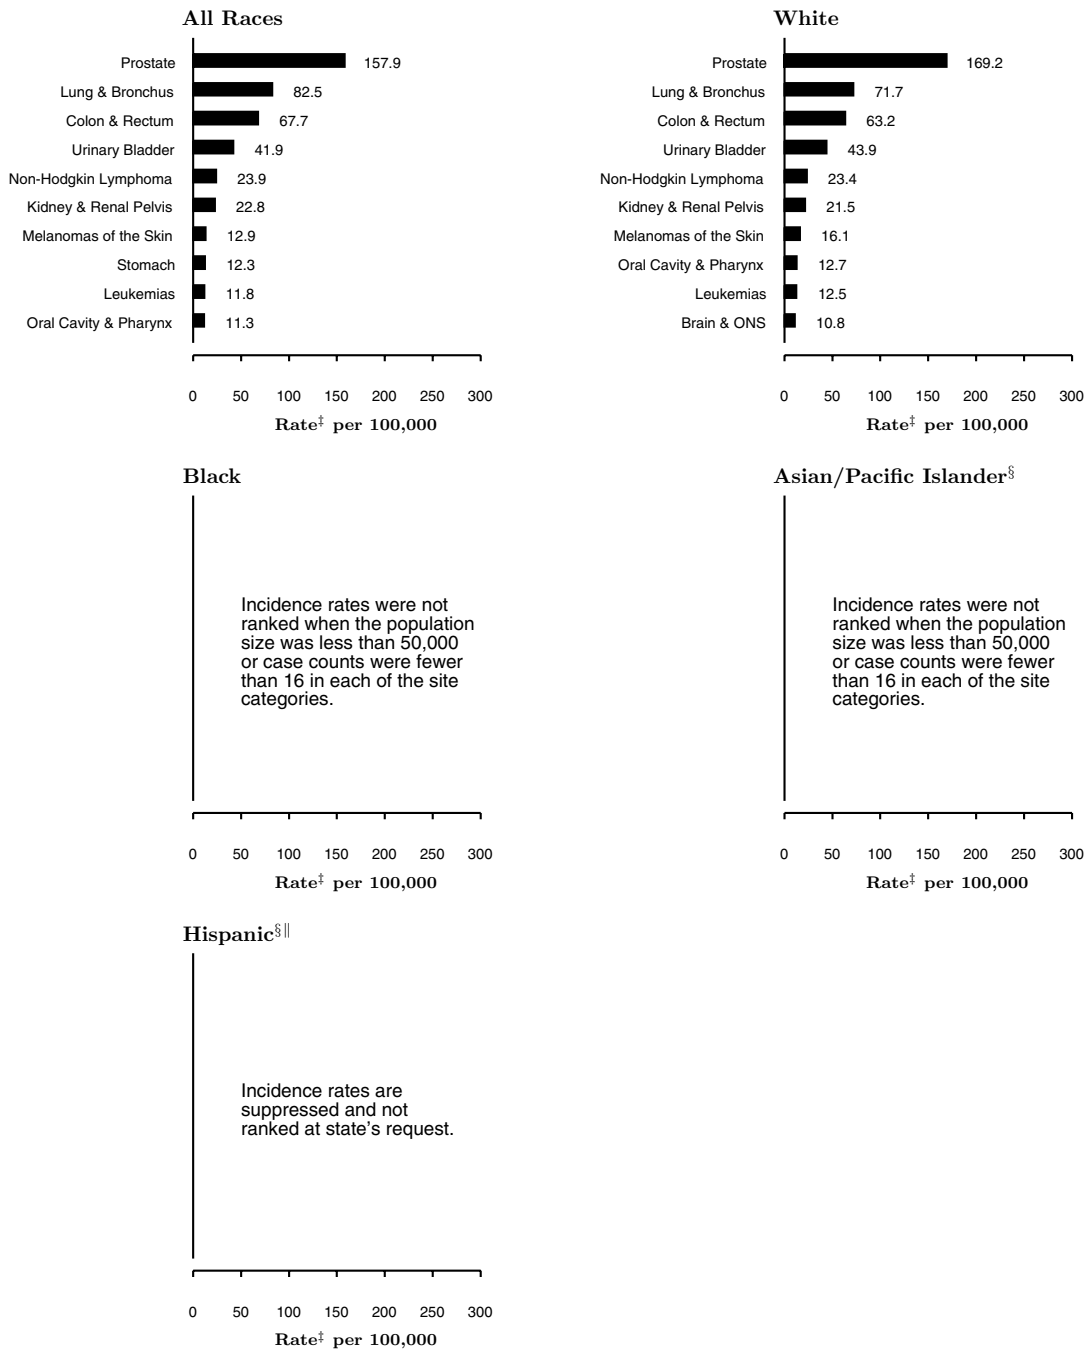 All Races
Prostate 157.9
Lung & Bronchus 82.5
Colon & Rectum 67.7
Urinary Bladder 41.9
Non-Hodgkin Lymphoma 23.9
Kidney & Renal Pelvis 22.8
Melanomas of the Skin 12.9
Stomach 12.3
Leukemias 11.8
Oral Cavity & Pharynx 11.3
0 50 100 150 200 250 300
Rate‡ per 100,000
White
Prostate 169.2
Lung & Bronchus 71.7
Colon & Rectum 63.2
Urinary Bladder 43.9
Non-Hodgkin Lymphoma 23.4
Kidney & Renal Pelvis 21.5
Melanomas of the Skin 16.1
Oral Cavity & Pharynx 12.7
Leukemias 12.5
Brain & ONS 10.8
0 50 100 150 200 250 300
Rate‡ per 100,000
Black
Incidence rates were not
ranked when the population
size was less than 50,000
or case counts were fewer
than 16 in each of the site
categories.
0 50 100 150 200 250 300
Rate‡ per 100,000
Asian/Pacific Islander§
Incidence rates were not
ranked when the population
size was less than 50,000
or case counts were fewer
than 16 in each of the site
categories.
0 50 100 150 200 250 300
Rate‡ per 100,000
Hispanic§‖
Incidence rates are
suppressed and not
ranked at state's request.
0 50 100 150 200 250 300
Rate‡ per 100,000